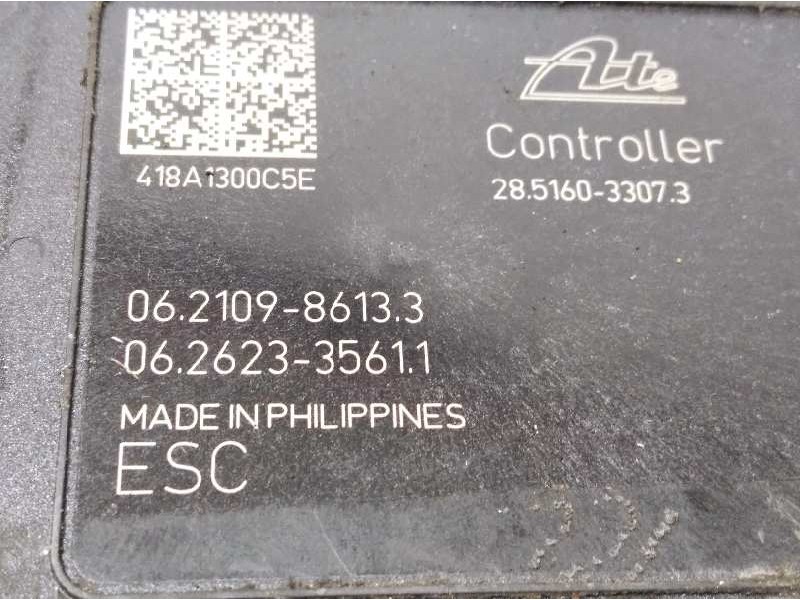 Ate
Controller
418A1300C5E
28.5160-3307.3
06.2109-8613.3
06.2623-3561.1
MADE IN PHILIPPINES
ESC